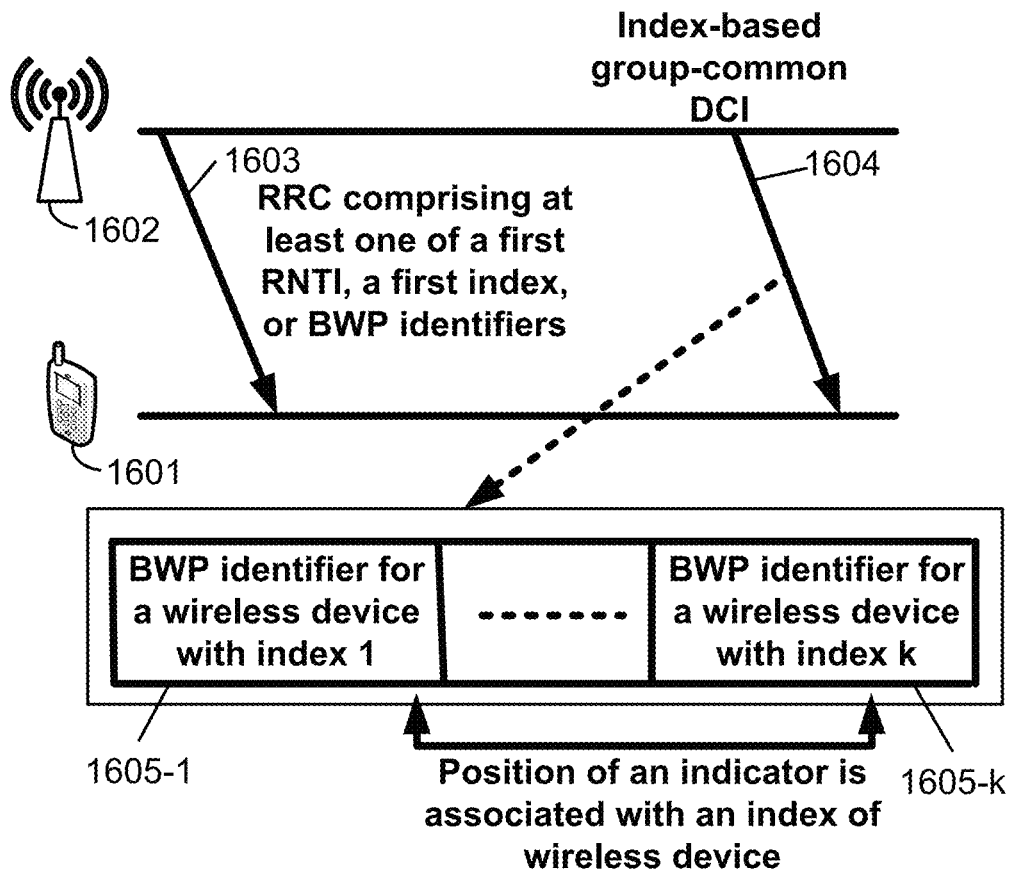 Index-based
group-common
DCI
1603
1604
RRC comprising at
least one of a first
RNTI, a first index,
or BWP identifiers
1602
1601
BWP identifier for
a wireless device
with index 1
BWP identifier for
a wireless device
with index k
1605-1
1605-k
Position of an indicator is
associated with an index of
wireless device